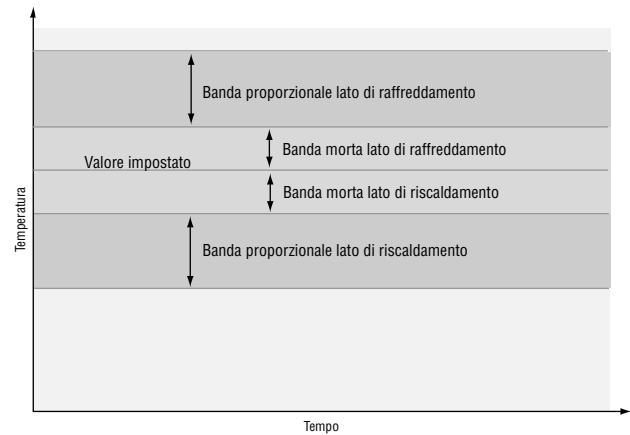 Banda proporzionale lato di raffreddamento
Banda morta lato di raffreddamento
Valore impostato
Banda morta lato di riscaldamento
Banda proporzionale lato di riscaldamento
Temperatura
Tempo